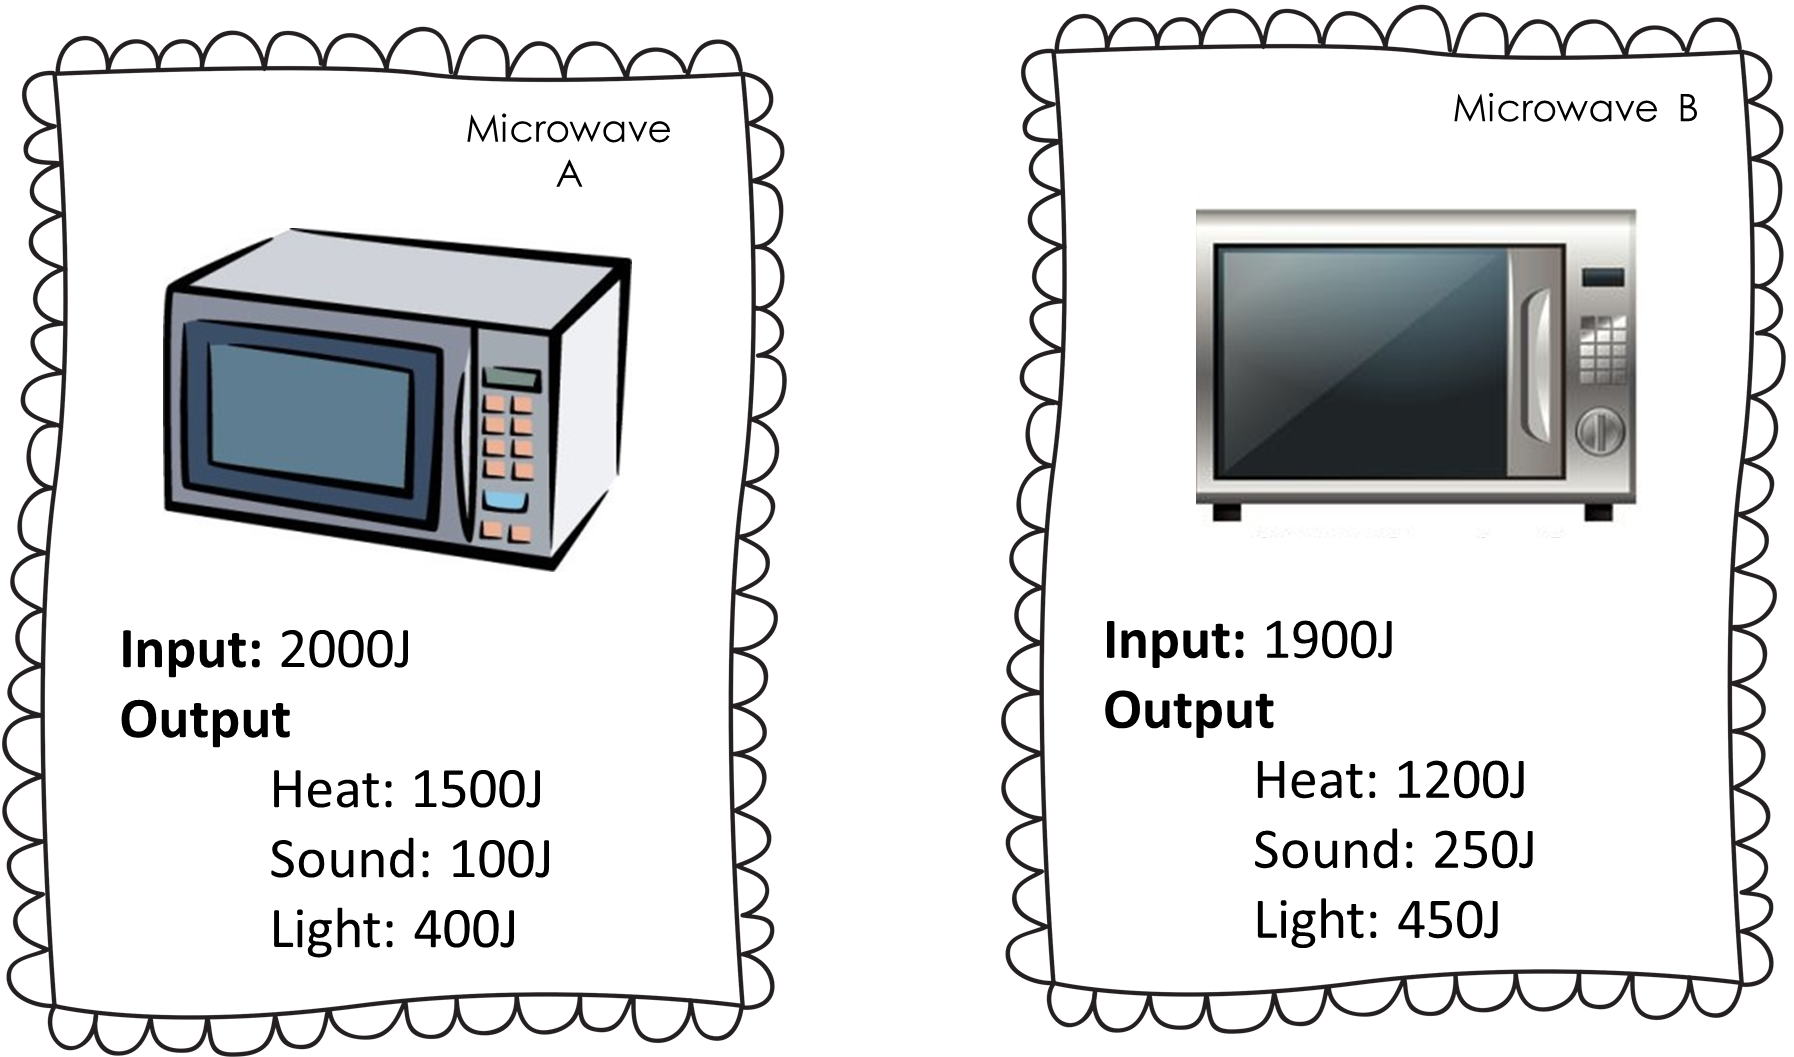 Microwave
A
Input: 2000J
Output
Heat: 1500J
Sound: 100J
Light: 400J
Microwave B
Input: 1900J
Output
Heat: 1200J
Sound: 250J
Light: 450J